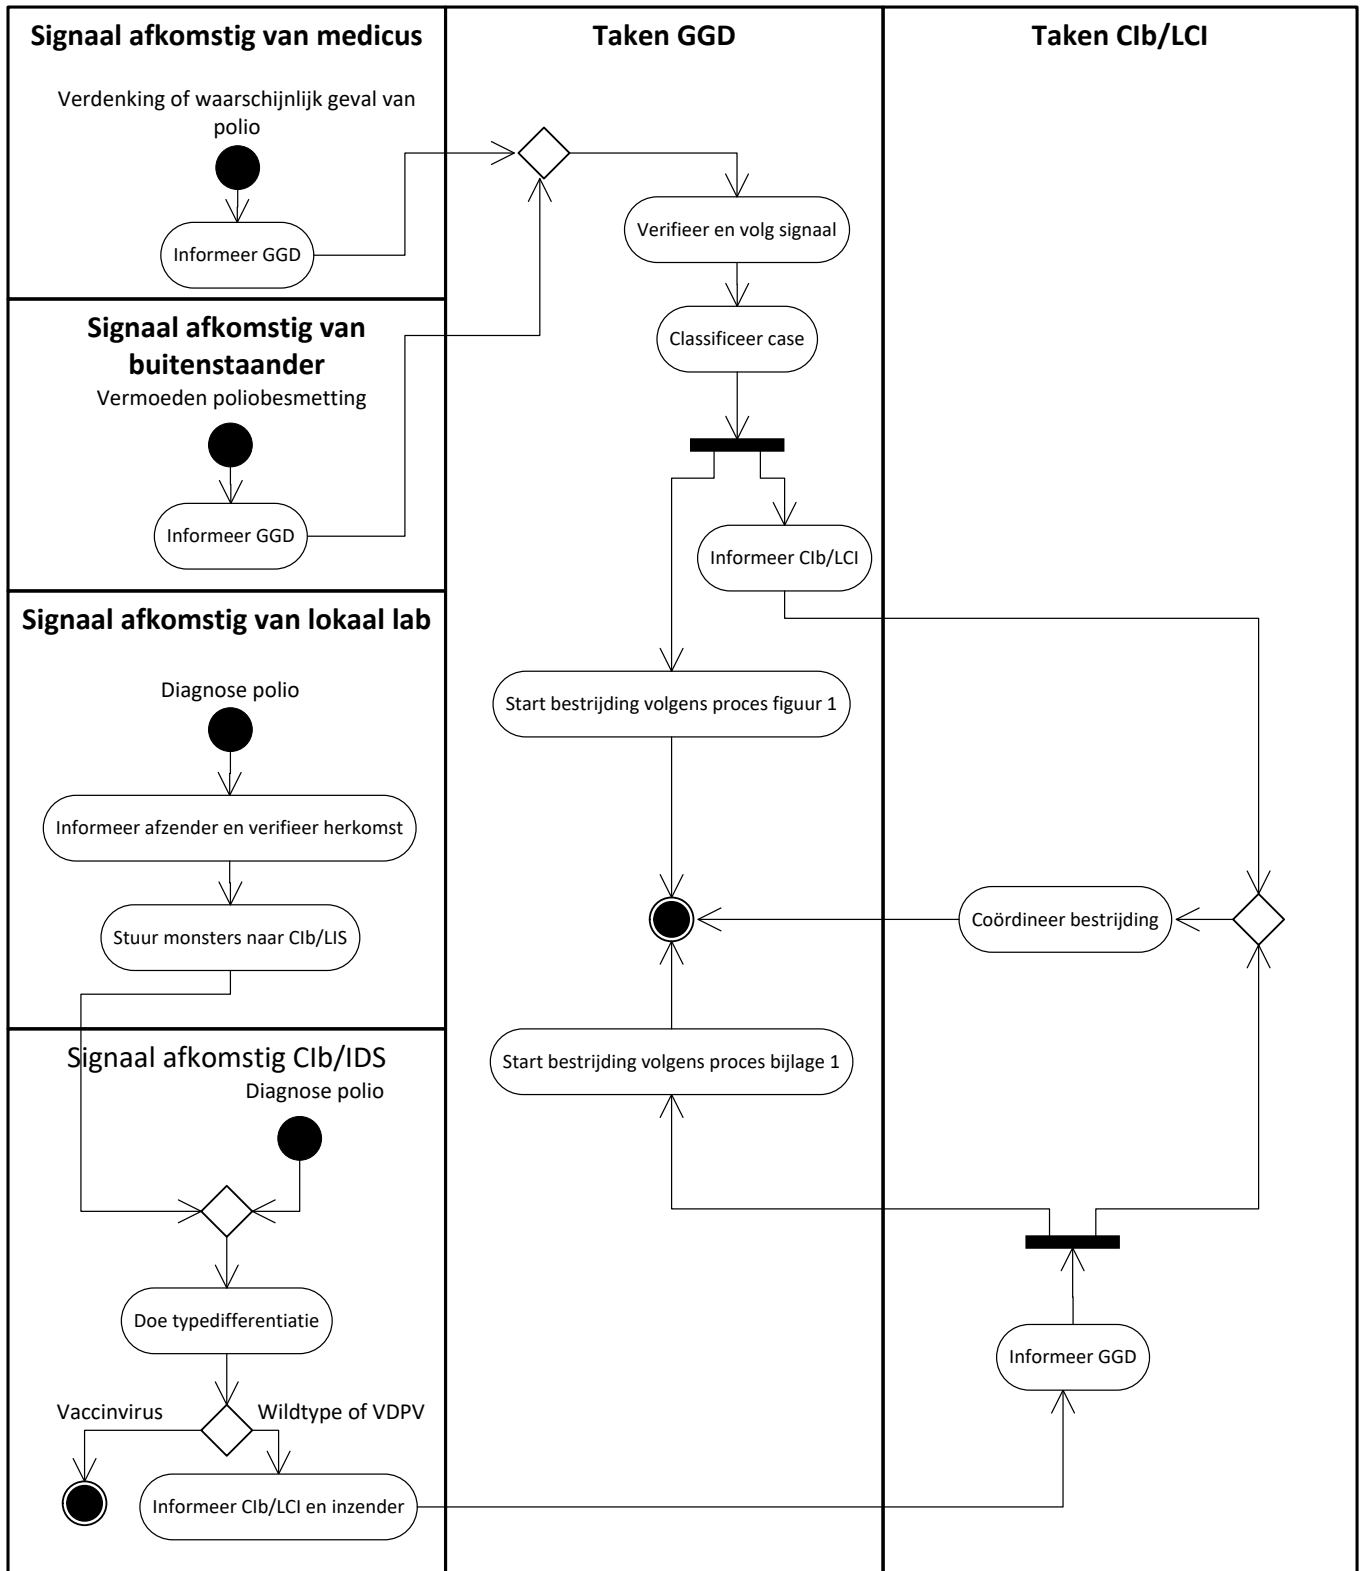 Signaal afkomstig van medicus
Verdenking of waarschijnlijk geval van
polio
Informeer GGD
Signaal afkomstig van
buitenstaander
Vermoeden poliobesmetting
Informeer GGD
Signaal afkomstig van lokaal lab
Diagnose polio
Informeer afzender en verifieer herkomst
Stuur monsters naar CIb/LIS
Signaal afkomstig CIb/IDS
Diagnose polio
Doe typedifferentiatie
Vaccinvirus
Wildtype of VDPV
Informeer CIb/LCI en inzender
Taken GGD
Verifieer en volg signaal
Classificeer case
Informeer CIb/LCI
Start bestrijding volgens proces figuur 1
Start bestrijding volgens proces bijlage 1
Taken CIb/LCI
Coördineer bestrijding
Informeer GGD